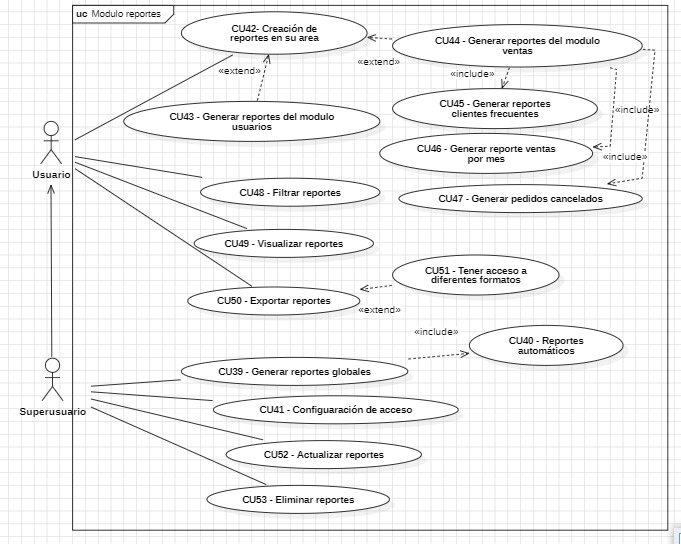 uc Modulo reportes
CU42- Creación de
reportes en su area
CU44 - Generar reportes del modulo
ventas
«extend»
«extend»
«include»
CU43 - Generar reportes del modulo
usuarios
CU45 - Generar reportes
clientes frecuentes
«include»
CU46 - Generar reporte ventas
por mes
«include»
Usuario
CU48 - Filtrar reportes
CU47 - Generar pedidos cancelados
CU49 - Visualizar reportes
CU51 - Tener acceso a
diferentes formatos
CU50 - Exportar reportes
«extend»
«include»
CU40 - Reportes
automáticos
CU39 - Generar reportes globales
Superusuario
CU41 - Configuaración de acceso
CU52 - Actualizar reportes
CU53 - Eliminar reportes